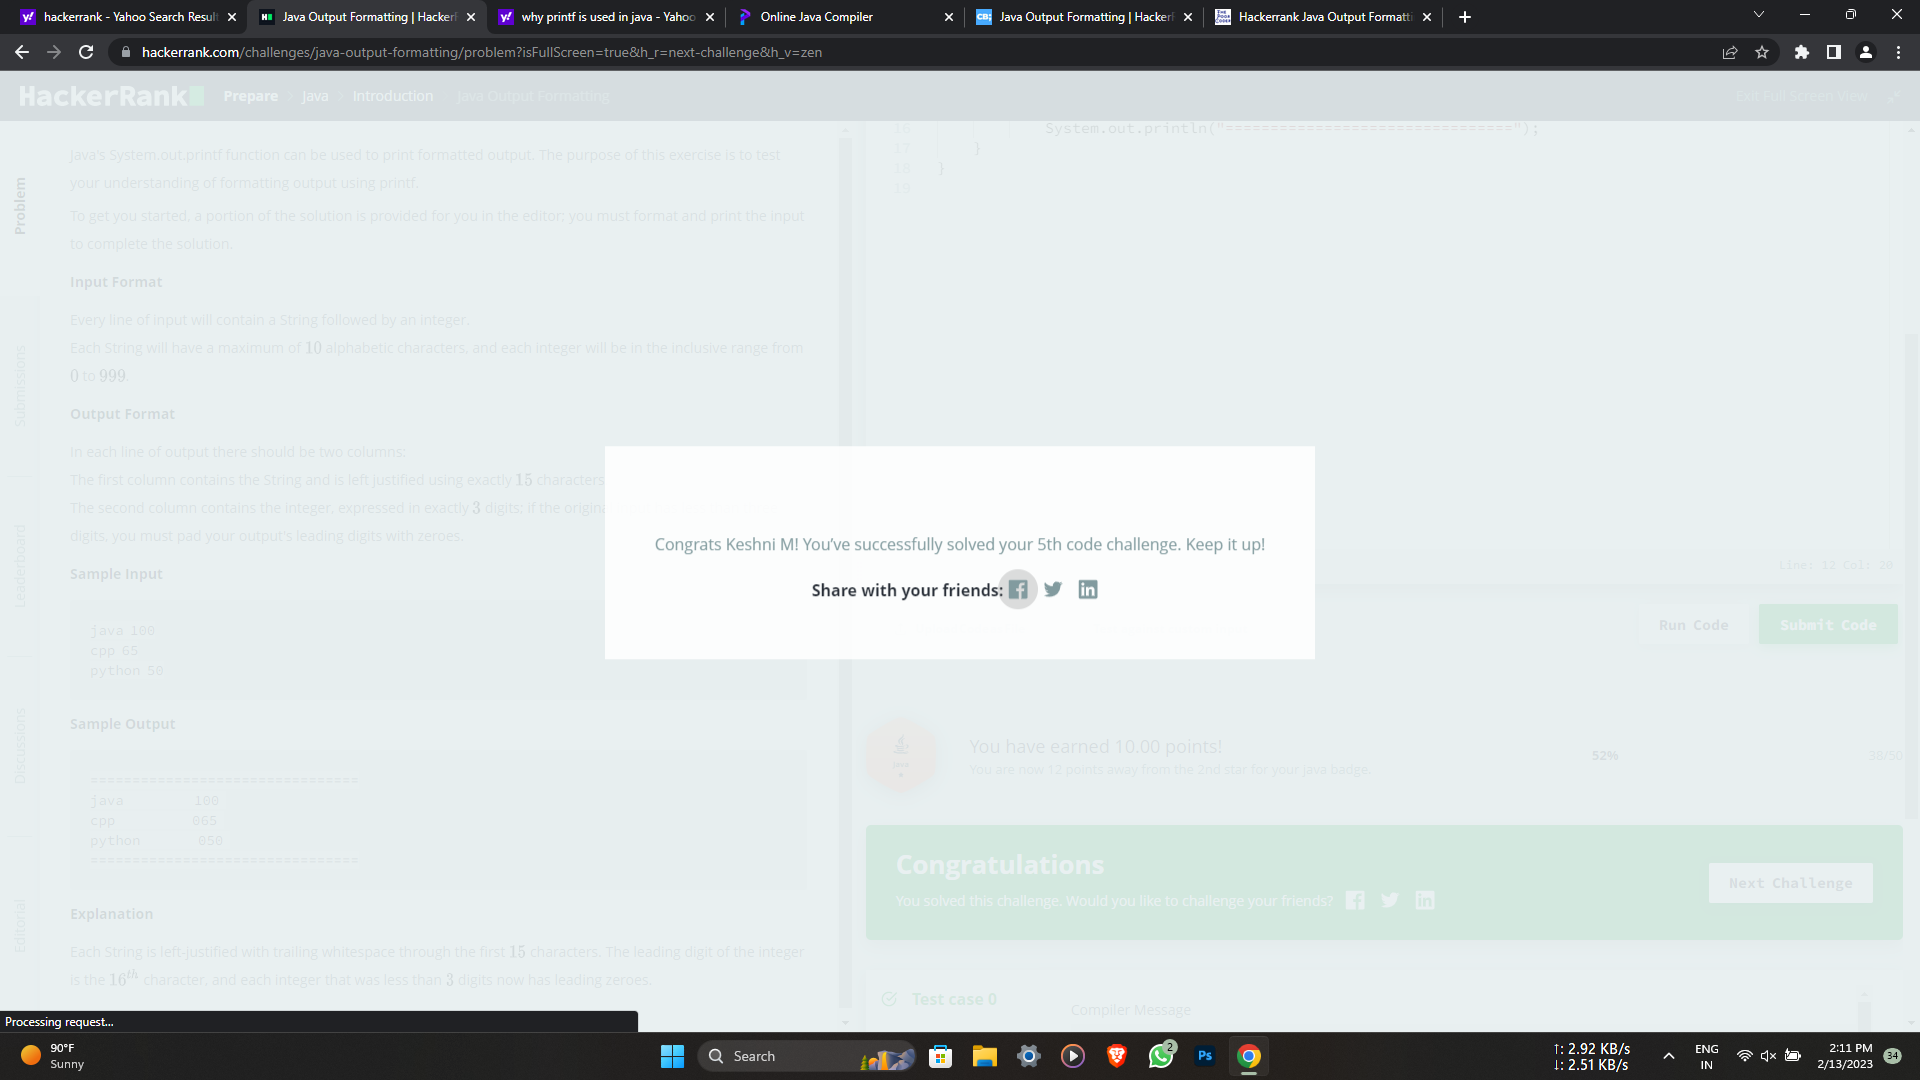 hackerrank - Yahoo Search Result
Java Output Formatting | HackerR
why printf is used in java - Yahoo
Online Java Compiler
Java Output Formatting | HackerR
Hackerrank Java Output Formatti
hackerrank.com/challenges/java-output-formatting/problem?isFullScreen=true&h_r=next-challenge&h_v=zen
HackerRank
Prepare > Java > Introduction > Java Output Formatting
Exit Full Screen View
Problem
Submissions
Leaderboard
Discussions
Editorial
Java's System.out.printf function can be used to print formatted output. The purpose of this exercise is to test
your understanding of formatting output using printf.
To get you started, a portion of the solution is provided for you in the editor; you must format and print the input
to complete the solution.
Input Format
Every line of input will contain a String followed by an integer.
Each String will have a maximum of 10 alphabetic characters, and each integer will be in the inclusive range from
0 to 999.
Output Format
In each line of output there should be two columns:
The first column contains the String and is left justified using exactly 15 characters
The second column contains the integer, expressed in exactly 3 digits; if the origina
digits, you must pad your output's leading digits with zeroes.
Sample Input
java 100
cpp 65
python 50
Sample Output
================================
java 100
cpp 065
python 050
================================
Explanation
Each String is left-justified with trailing whitespace through the first 15 characters. The leading digit of the integer
is the 16th character, and each integer that was less than 3 digits now has leading zeroes.
16 System.out.println("================================");
17 }
18 }
19
Line: 12 Col: 20
Run Code
Submit Code
Congrats Keshni M! You've successfully solved your 5th code challenge. Keep it up!
Share with your friends:
java
You have earned 10.00 points!
You are now 12 points away from the 2nd star for your java badge.
52%
38/50
Congratulations
You solved this challenge. Would you like to challenge your friends?
Next Challenge
Test case 0
Compiler Message
Processing request...
90°F
Sunny
Search
2
Ps
↑: 2.92 KB/s
↓: 2.51 KB/s
ENG
IN
2:11 PM
2/13/2023
34